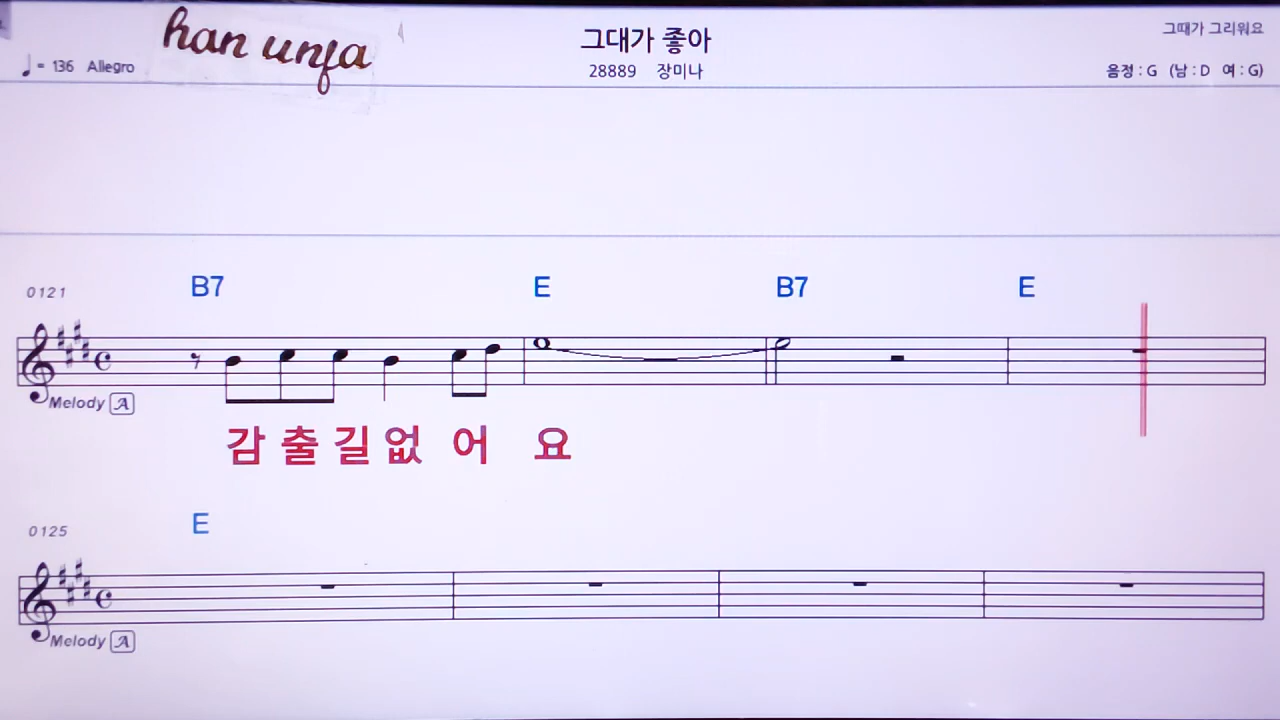 han unfa
그대가 좋아
그때가 그리워요
♩= 136 Allegro
28889 장미나
음정 : G (남 : D 여 : G)
0121 B7 E B7 E
Melody A
감 출 길 없 어 요
0125 E
Melody A